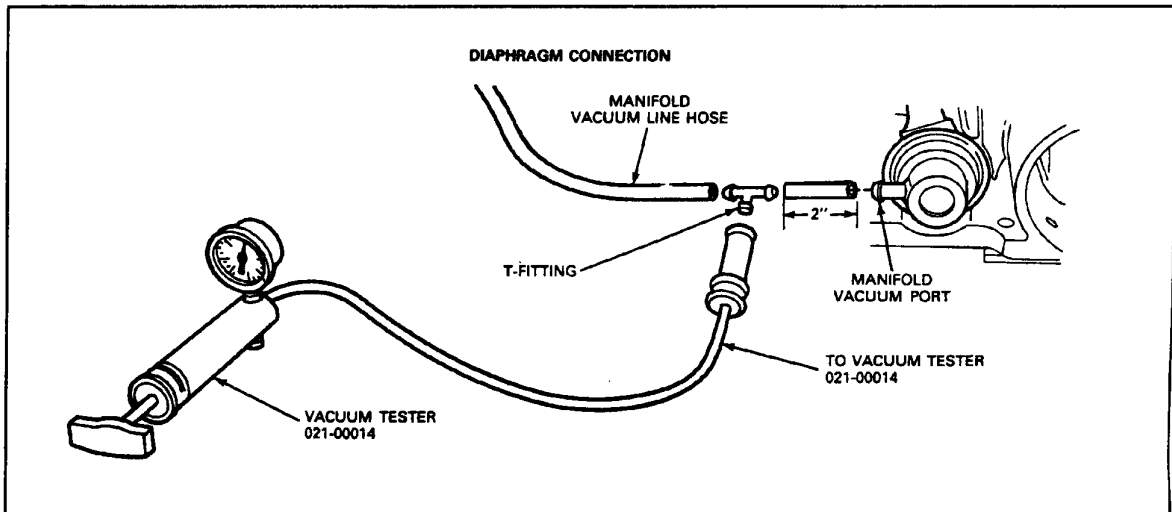 DIAPHRAGM CONNECTION
MANIFOLD
VACUUM LINE HOSE
2"
T-FITTING
MANIFOLD
VACUUM PORT
TO VACUUM TESTER
021-00014
VACUUM TESTER
021-00014